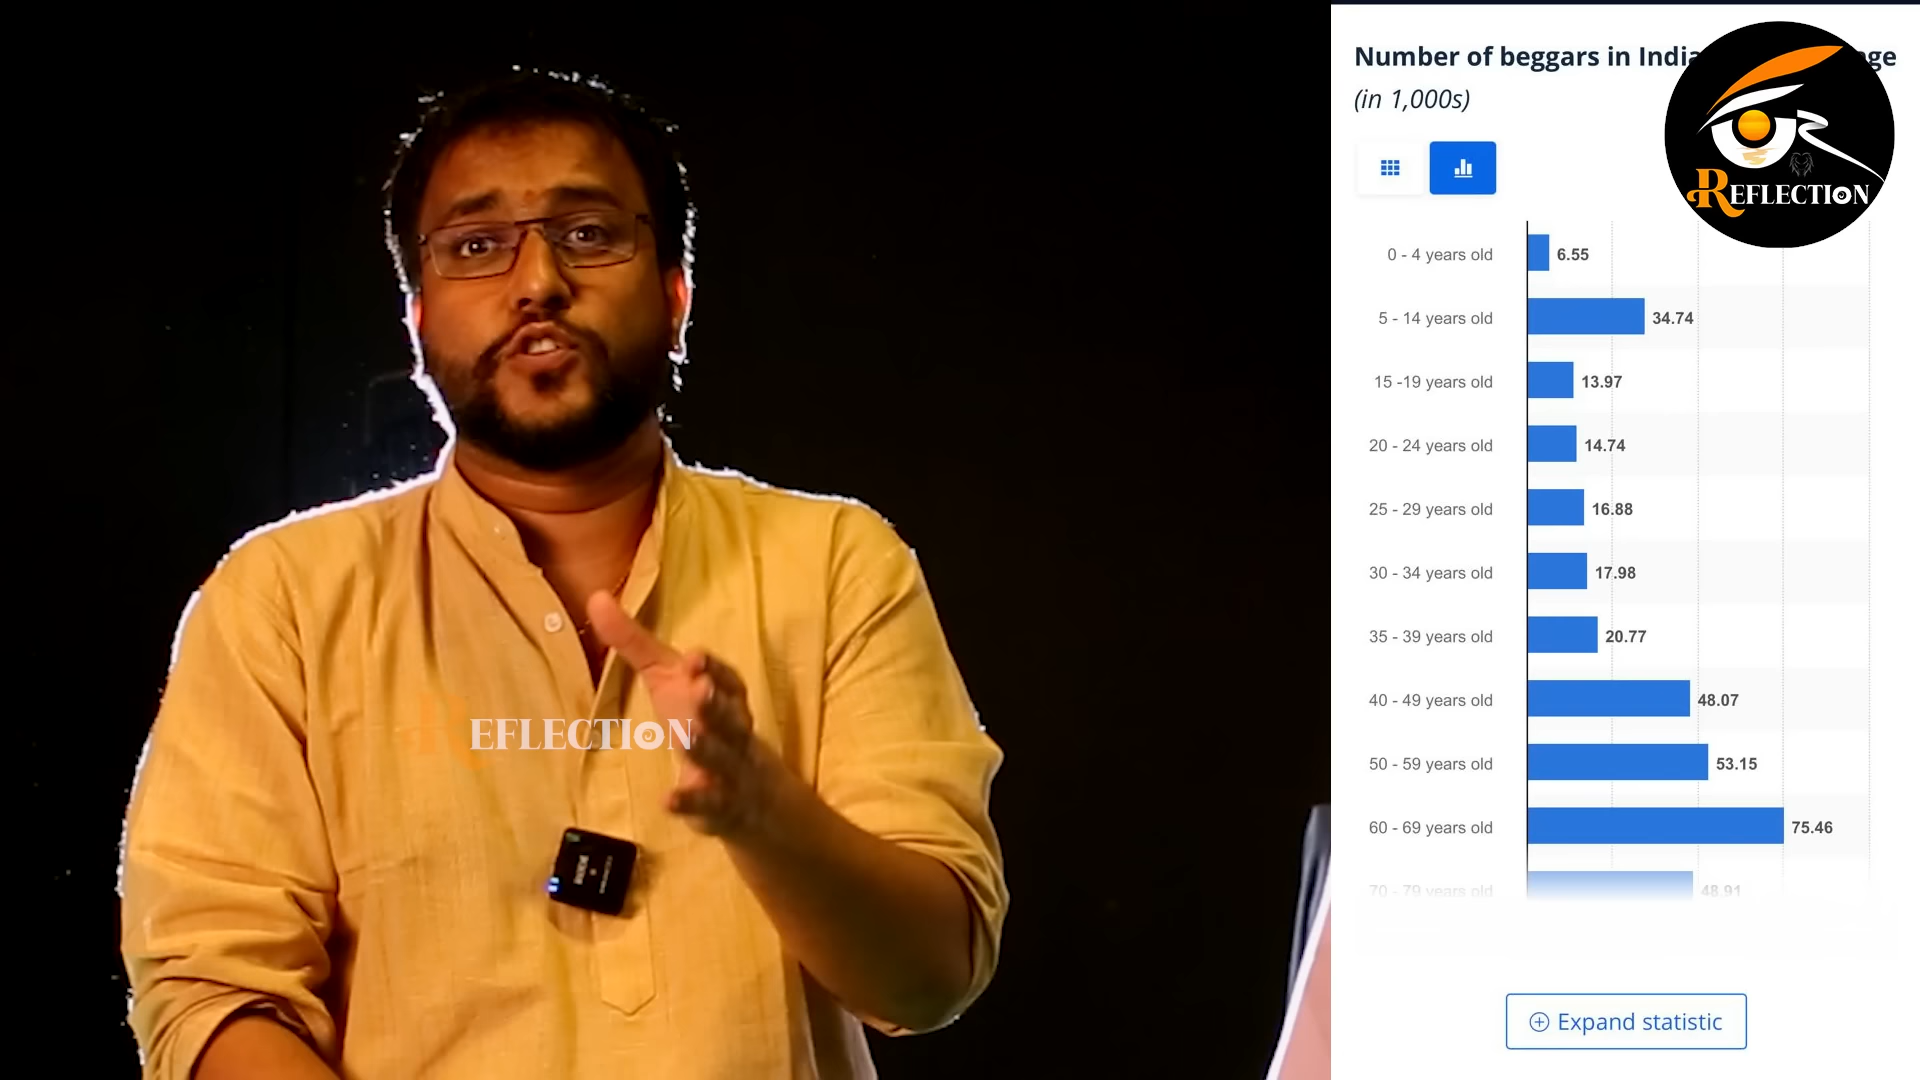 Number of beggars in India
ge
(in 1,000s)
REFLECTION
0 - 4 years old 6.55
5 - 14 years old 34.74
15 -19 years old 13.97
20 - 24 years old 14.74
25 - 29 years old 16.88
30 - 34 years old 17.98
35 - 39 years old 20.77
40 - 49 years old 48.07
50 - 59 years old 53.15
60 - 69 years old 75.46
70 - 79 years old 48.91
Expand statistic
REFLECTION
RODE